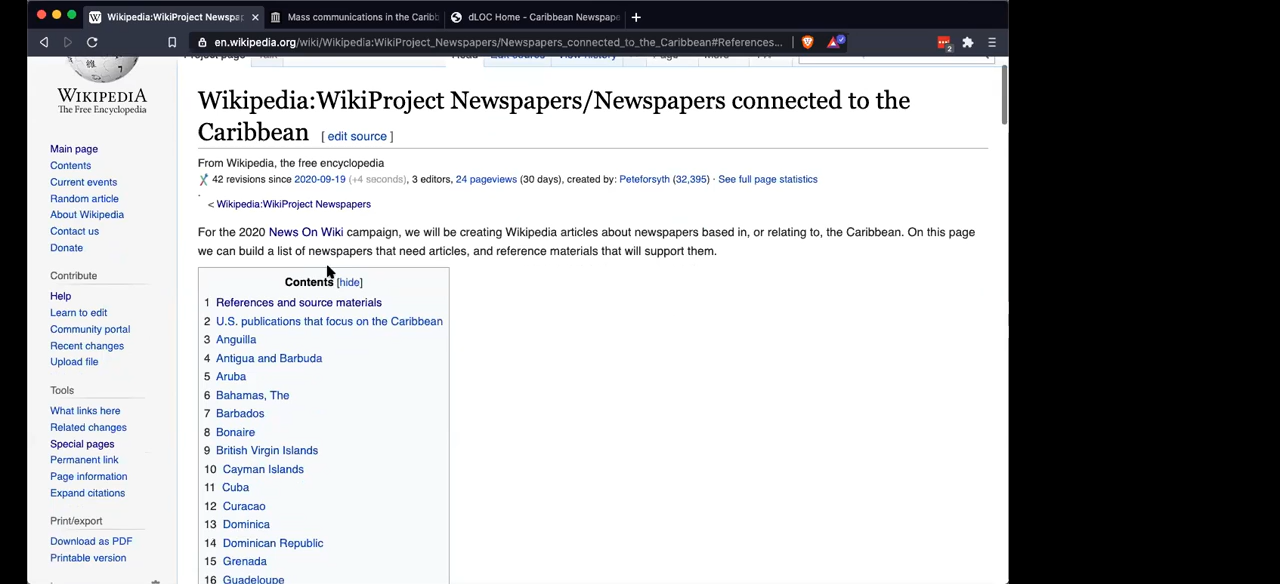 Wikipedia:WikiProject Newspap
Mass communications in the Caribb
dLOC Home - Caribbean Newspape
en.wikipedia.org/wiki/Wikipedia:WikiProject_Newspapers/Newspapers_connected_to_the_Caribbean#References...
2
WIKIPEDIA
The Free Encyclopedia
Main page
Contents
Current events
Random article
About Wikipedia
Contact us
Donate
Contribute
Help
Learn to edit
Community portal
Recent changes
Upload file
Tools
What links here
Related changes
Special pages
Permanent link
Page information
Expand citations
Print/export
Download as PDF
Printable version
Wikipedia:WikiProject Newspapers/Newspapers connected to the
Caribbean [ edit source ]
From Wikipedia, the free encyclopedia
42 revisions since 2020-09-19 (+4 seconds), 3 editors, 24 pageviews (30 days), created by: Peteforsyth (32,395) · See full page statistics
< Wikipedia:WikiProject Newspapers
For the 2020 News On Wiki campaign, we will be creating Wikipedia articles about newspapers based in, or relating to, the Caribbean. On this page
we can build a list of newspapers that need articles, and reference materials that will support them.
Contents [hide]
1 References and source materials
2 U.S. publications that focus on the Caribbean
3 Anguilla
4 Antigua and Barbuda
5 Aruba
6 Bahamas, The
7 Barbados
8 Bonaire
9 British Virgin Islands
10 Cayman Islands
11 Cuba
12 Curacao
13 Dominica
14 Dominican Republic
15 Grenada
16 Guadeloupe